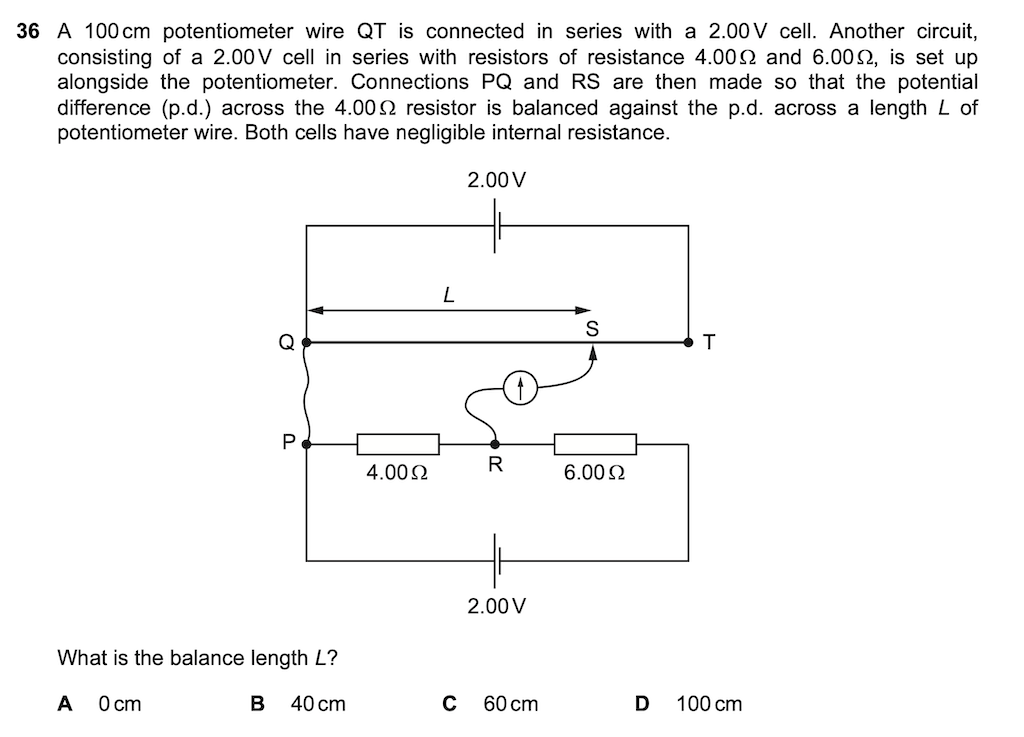 36 A 100 cm potentiometer wire QT is connected in series with a 2.00 V cell. Another circuit,
consisting of a 2.00 V cell in series with resistors of resistance 4.00 Ω and 6.00 Ω, is set up
alongside the potentiometer. Connections PQ and RS are then made so that the potential
difference (p.d.) across the 4.00 Ω resistor is balanced against the p.d. across a length L of
potentiometer wire. Both cells have negligible internal resistance.
2.00 V
L
S
Q T
P
R
4.00 Ω 6.00 Ω
2.00 V
What is the balance length L?
A 0 cm B 40 cm C 60 cm D 100 cm